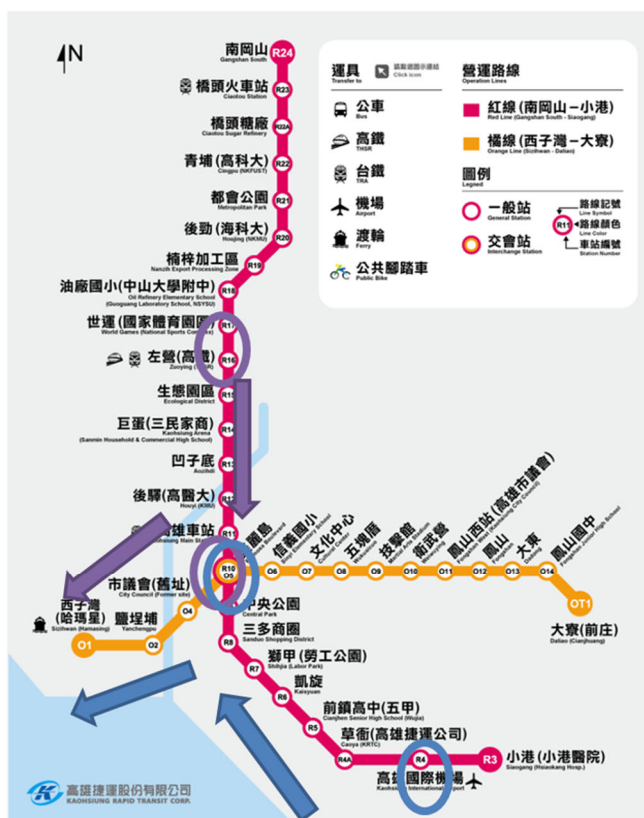 N
南岡山
Gangshan South
R24
橋頭火車站
Ciaotou Station
R23
橋頭糖廠
Ciaotou Sugar Refinery
R22A
青埔(高科大)
Cingpu (NKFUST)
R22
都會公園
Metropolitan Park
R21
後勁(海科大)
Houjing (NKMU)
R20
楠梓加工區
Nanzih Export Processing Zone
R19
油廠國小(中山大學附中)
Oil Refinery Elementary School
(Guoguang Laboratory School, NSYSU)
R18
世運(國家體育園區)
World Games (National Sports Complex)
R17
左營(高鐵)
Zuoying
R16
生態園區
Ecological District
R15
巨蛋(三民家商)
Kaohsiung Arena
(Sanmin Household & Commercial High School)
R14
凹子底
Aozihdi
R13
後驛(高醫大)
Houyi (KMU)
R12
高雄車站
Main Station
R11
麗島
Boulevard
R10
O5
市議會(舊址)
City Council (Former site)
O4
鹽埕埔
Yanchengpu
O2
西子灣
(哈瑪星)
Sizihwan (Hamasing)
O1
信義國小
Sinyi Elementary School
O6
文化中心
Cultural Center
O7
五塊厝
Wukuaicuo
O8
技擊館
Martial Arts Stadium
O9
衛武營
Weiwuying
O10
鳳山西站(高雄市議會)
Fongshan West (Kaohsiung City Council)
O11
鳳山
Fongshan
O12
大東
Dadong
O13
鳳山國中
Fongshan Junior High School
O14
OT1
大寮(前庄)
Daliao (Cianjhuang)
中央公園
Central Park
三多商圈
Sanduo Shopping District
R8
獅甲(勞工公園)
Shihjia (Labor Park)
R7
凱旋
Kaisyuan
R6
前鎮高中(五甲)
Cianjhen Senior High School (Wujia)
R5
草衙(高雄捷運公司)
Caoya (KRTC)
R4A
高雄國際機場
Kaohsiung International Airport
R4
R3
小港(小港醫院)
Siaogang (Hsiaokang Hosp.)
運具
Transfer to
請點選圖示連結
Click icon
公車
Bus
高鐵
THSR
台鐵
TRA
機場
Airport
渡輪
Ferry
公共腳踏車
Public Bike
營運路線
Operation Lines
紅線(南岡山－小港)
Red Line (Gangshan South - Siaogang)
橘線(西子灣－大寮)
Orange Line (Sizihwan - Daliao)
圖例
Legned
一般站
General Station
交會站
Interchange Station
R11
路線記號
Line Symbol
路線顏色
Line Color
車站編號
Station Number
高雄捷運股份有限公司
KAOHSIUNG RAPID TRANSIT CORP.